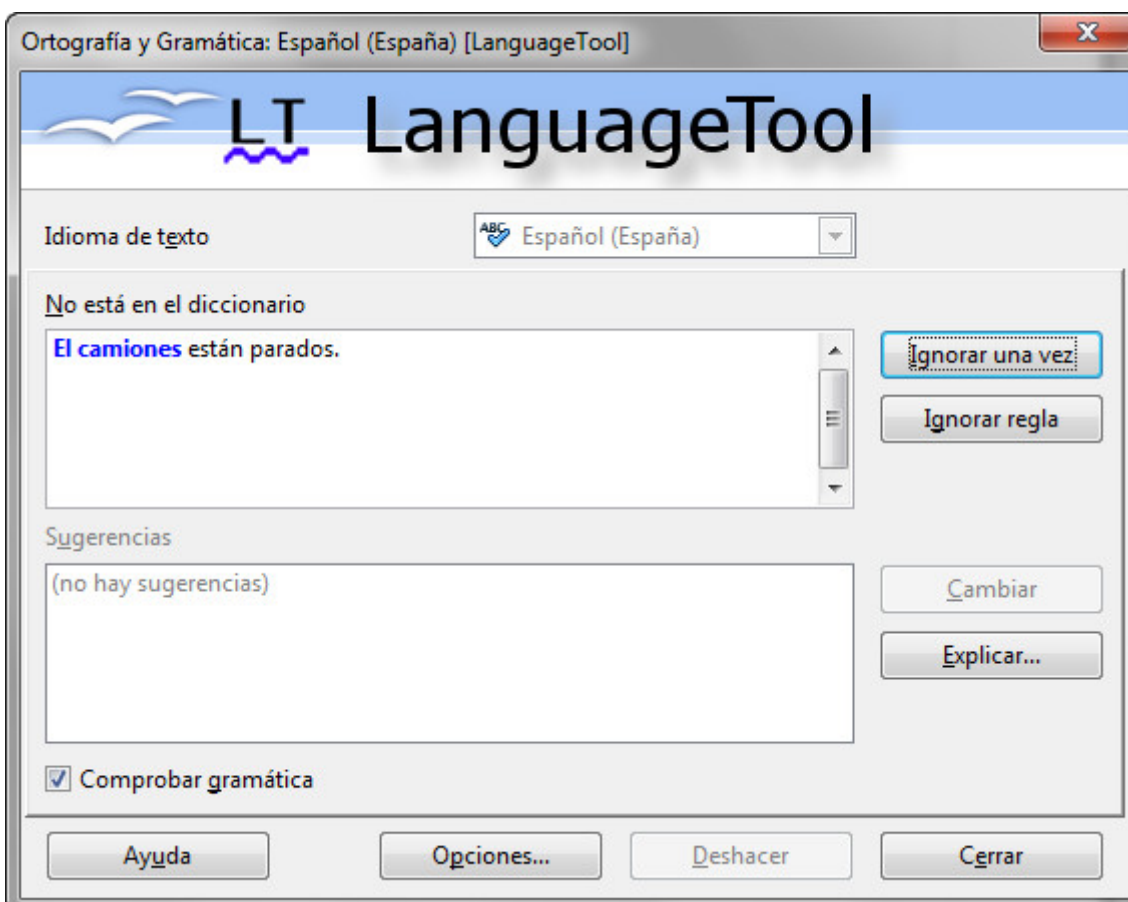 Ortografía y Gramática: Español (España) [LanguageTool]
LT LanguageTool
Idioma de texto
ABC Español (España)
No está en el diccionario
El camiones están parados.
Ignorar una vez
Ignorar regla
Sugerencias
(no hay sugerencias)
Cambiar
Explicar...
Comprobar gramática
Ayuda
Opciones...
Deshacer
Cerrar